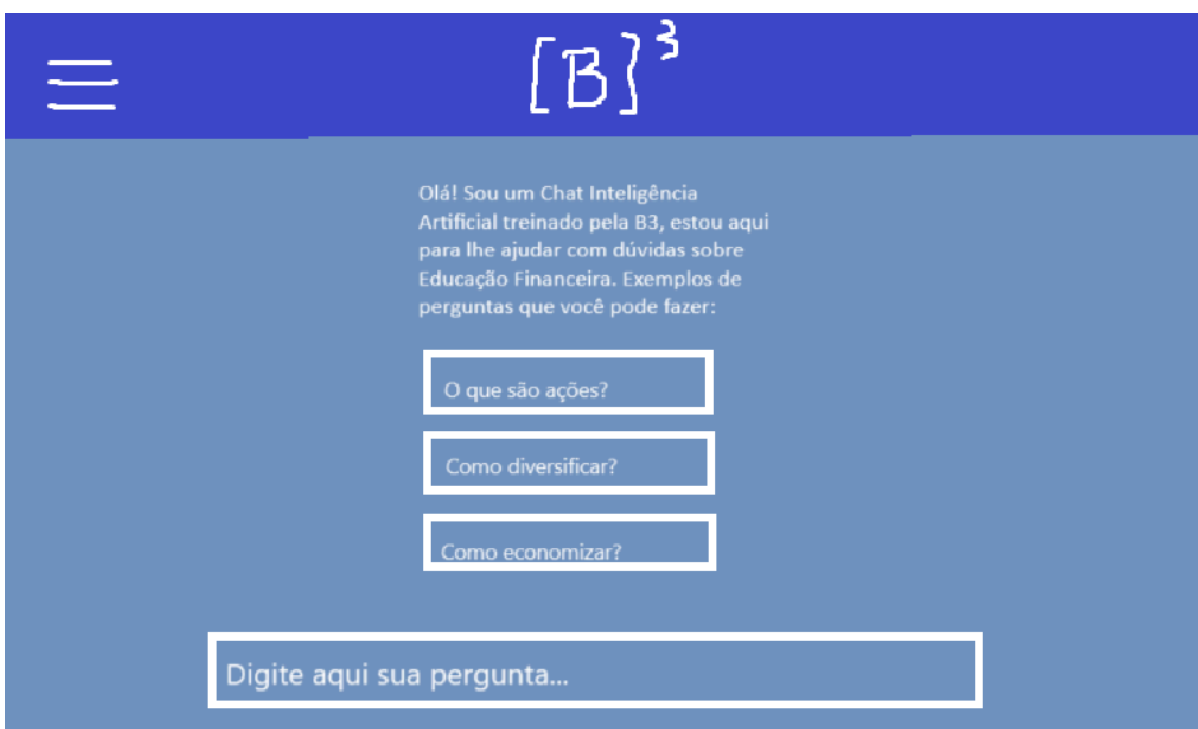 [B]³
Olá! Sou um Chat Inteligência
Artificial treinado pela B3, estou aqui
para lhe ajudar com dúvidas sobre
Educação Financeira. Exemplos de
perguntas que você pode fazer:
O que são ações?
Como diversificar?
Como economizar?
Digite aqui sua pergunta...